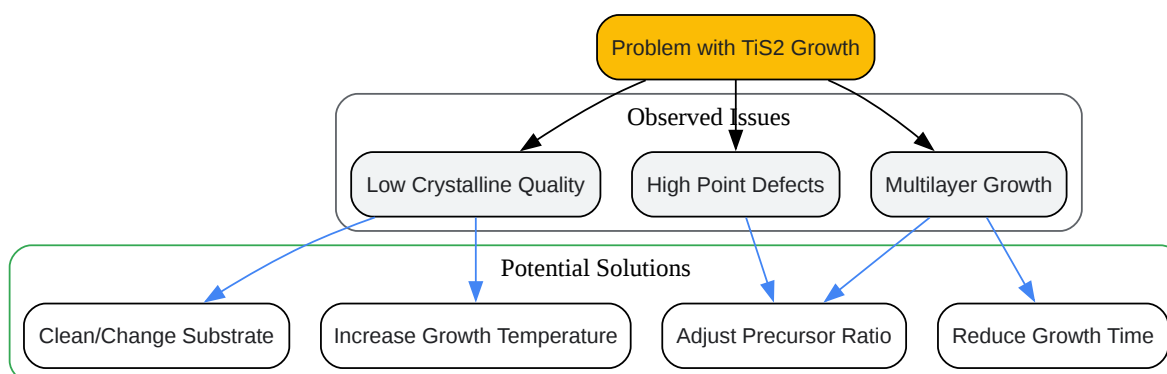 Problem with TiS2 Growth
Observed Issues
Low Crystalline Quality
High Point Defects
Multilayer Growth
Potential Solutions
Clean/Change Substrate
Increase Growth Temperature
Adjust Precursor Ratio
Reduce Growth Time